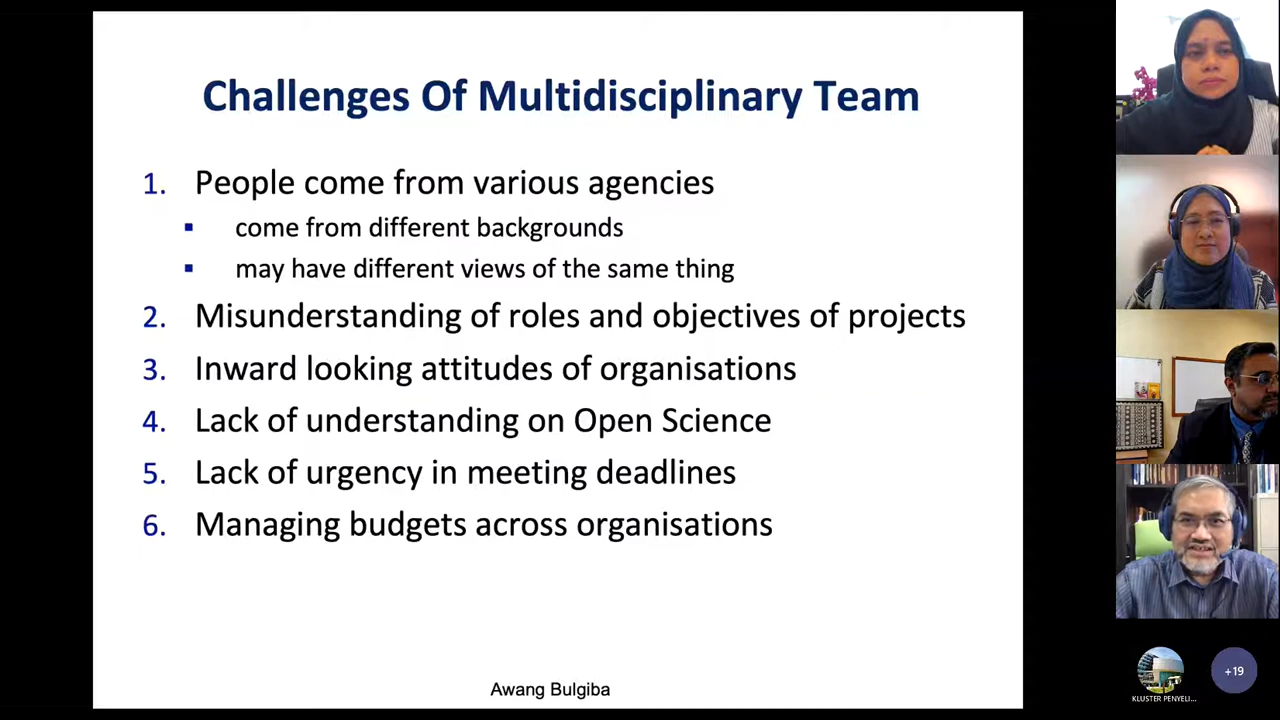 Challenges Of Multidisciplinary Team
1. People come from various agencies
▪ come from different backgrounds
▪ may have different views of the same thing
2. Misunderstanding of roles and objectives of projects
3. Inward looking attitudes of organisations
4. Lack of understanding on Open Science
5. Lack of urgency in meeting deadlines
6. Managing budgets across organisations
Awang Bulgiba
+19
KLUSTER PENYELI...